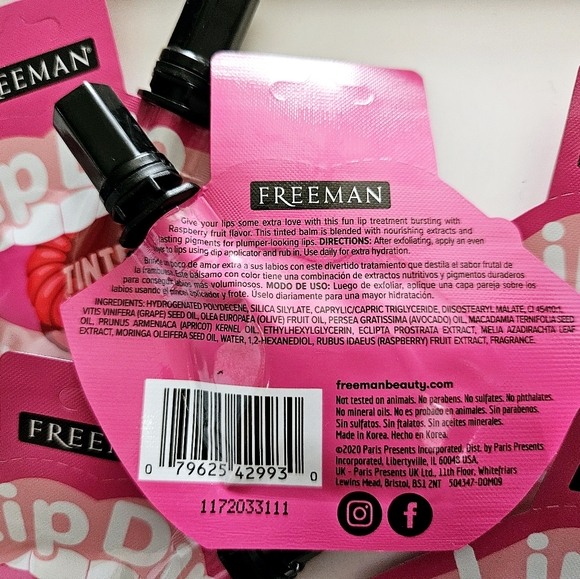 FREEMAN
FREEMAN
Give your lips some extra love with this fun lip treatment bursting with
Raspberry fruit flavor. This tinted balm is blended with nourishing extracts and
lasting pigments for plumper-looking lips. DIRECTIONS: After exfoliating, apply an even
to lips using dip applicator and rub in. Use daily for extra hydration.
poco de amor extra a sus labios con este divertido tratamiento que destila el sabor frutal de
la frambuesa. Este bálsamo con color tiene una combinación de extractos nutritivos y pigmentos duraderos
para conseguir labios más voluminosos. MODO DE USO: Luego de exfoliar, aplique una capa pareja sobre los
labios usando el aplicador y frote. Úselo diariamente para una mayor hidratación.
INGREDIENTS: HYDROGENATED POLYDECENE, SILICA SILYLATE, CAPRYLIC/CAPRIC TRIGLYCERIDE, DIISOSTEARYL MALATE, CI 45410:1,
VITIS VINIFERA (GRAPE) SEED OIL, OLEA EUROPAEA (OLIVE) FRUIT OIL, PERSEA GRATISSIMA (AVOCADO) OIL, MACADAMIA TERNIFOLIA SEED
OIL, PRUNUS ARMENIACA (APRICOT) KERNEL OIL, ETHYLHEXYLGLYCERIN, ECLIPTA PROSTRATA EXTRACT, MELIA AZADIRACHTA LEAF
EXTRACT, MORINGA OLEIFERA SEED OIL, WATER, 1,2-HEXANEDIOL, RUBUS IDAEUS (RASPBERRY) FRUIT EXTRACT, FRAGRANCE.
freemanbeauty.com
Not tested on animals. No parabens. No sulfates. No phthalates.
No mineral oils. No es probado en animales. Sin parabenos.
Sin sulfatos. Sin ftalatos. Sin aceites minerales.
Made in Korea. Hecho en Korea.
©2020 Paris Presents Incorporated. Dist. by Paris Presents
Incorporated, Libertyville, IL 60048 USA.
UK - Paris Presents UK Ltd., 11th Floor, Whitefriars
Lewins Mead, Bristol, BS1 2NT 504347-DOM09
0 79625 42993 0
1172033111
Lip Dip
TINT
FREEMAN
Lip Di
Li